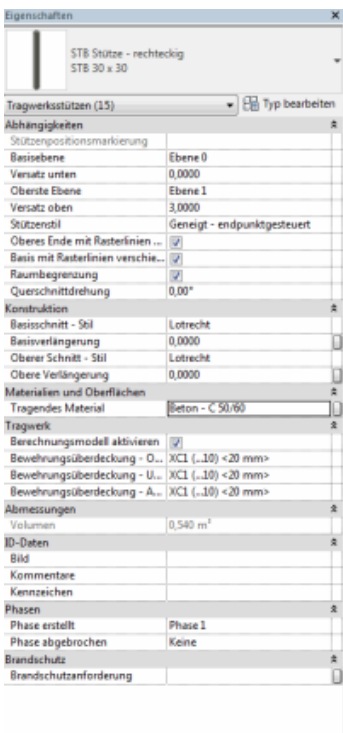 Eigenschaften
STB Stütze - rechteckig
STB 30 x 30
Tragwerksstützen (15) Typ bearbeiten
Abhängigkeiten
Stützenpositionsmarkierung
Basisebene Ebene 0
Versatz unten 0,0000
Oberste Ebene Ebene 1
Versatz oben 3,0000
Stützenstil Geneigt - endpunktgesteuert
Oberes Ende mit Rasterlinien ...
Basis mit Rasterlinien verschie...
Raumbegrenzung
Querschnittdrehung 0,00°
Konstruktion
Basisschnitt - Stil Lotrecht
Basisverlängerung 0,0000
Oberer Schnitt - Stil Lotrecht
Obere Verlängerung 0,0000
Materialien und Oberflächen
Tragendes Material Beton - C 50/60
Tragwerk
Berechnungsmodell aktivieren
Bewehrungsüberdeckung - O... XC1 (...10) <20 mm>
Bewehrungsüberdeckung - U... XC1 (...10) <20 mm>
Bewehrungsüberdeckung - A... XC1 (...10) <20 mm>
Abmessungen
Volumen 0,540 m³
ID-Daten
Bild
Kommentare
Kennzeichen
Phasen
Phase erstellt Phase 1
Phase abgebrochen Keine
Brandschutz
Brandschutzanforderung